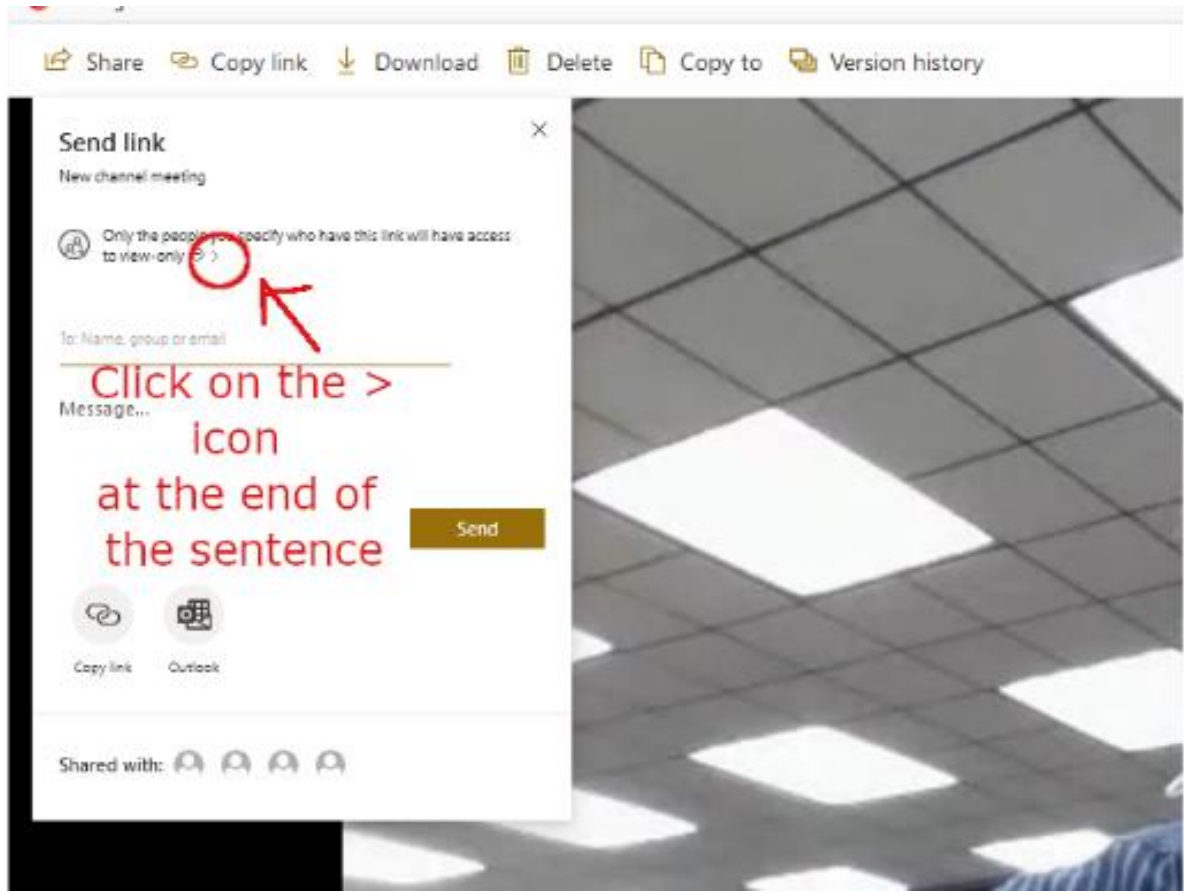 Share Copy link Download Delete Copy to Version history
Send link
New channel meeting
Only the people you specify who have this link will have access
to view-only >
To: Name, group or email
Message...
Click on the >
icon
at the end of
the sentence
Send
Copy link Outlook
Shared with: